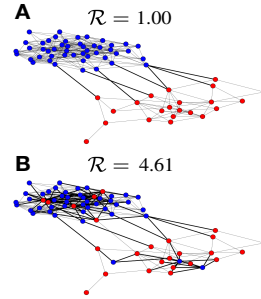 A
ℛ = 1.00
B
ℛ = 4.61